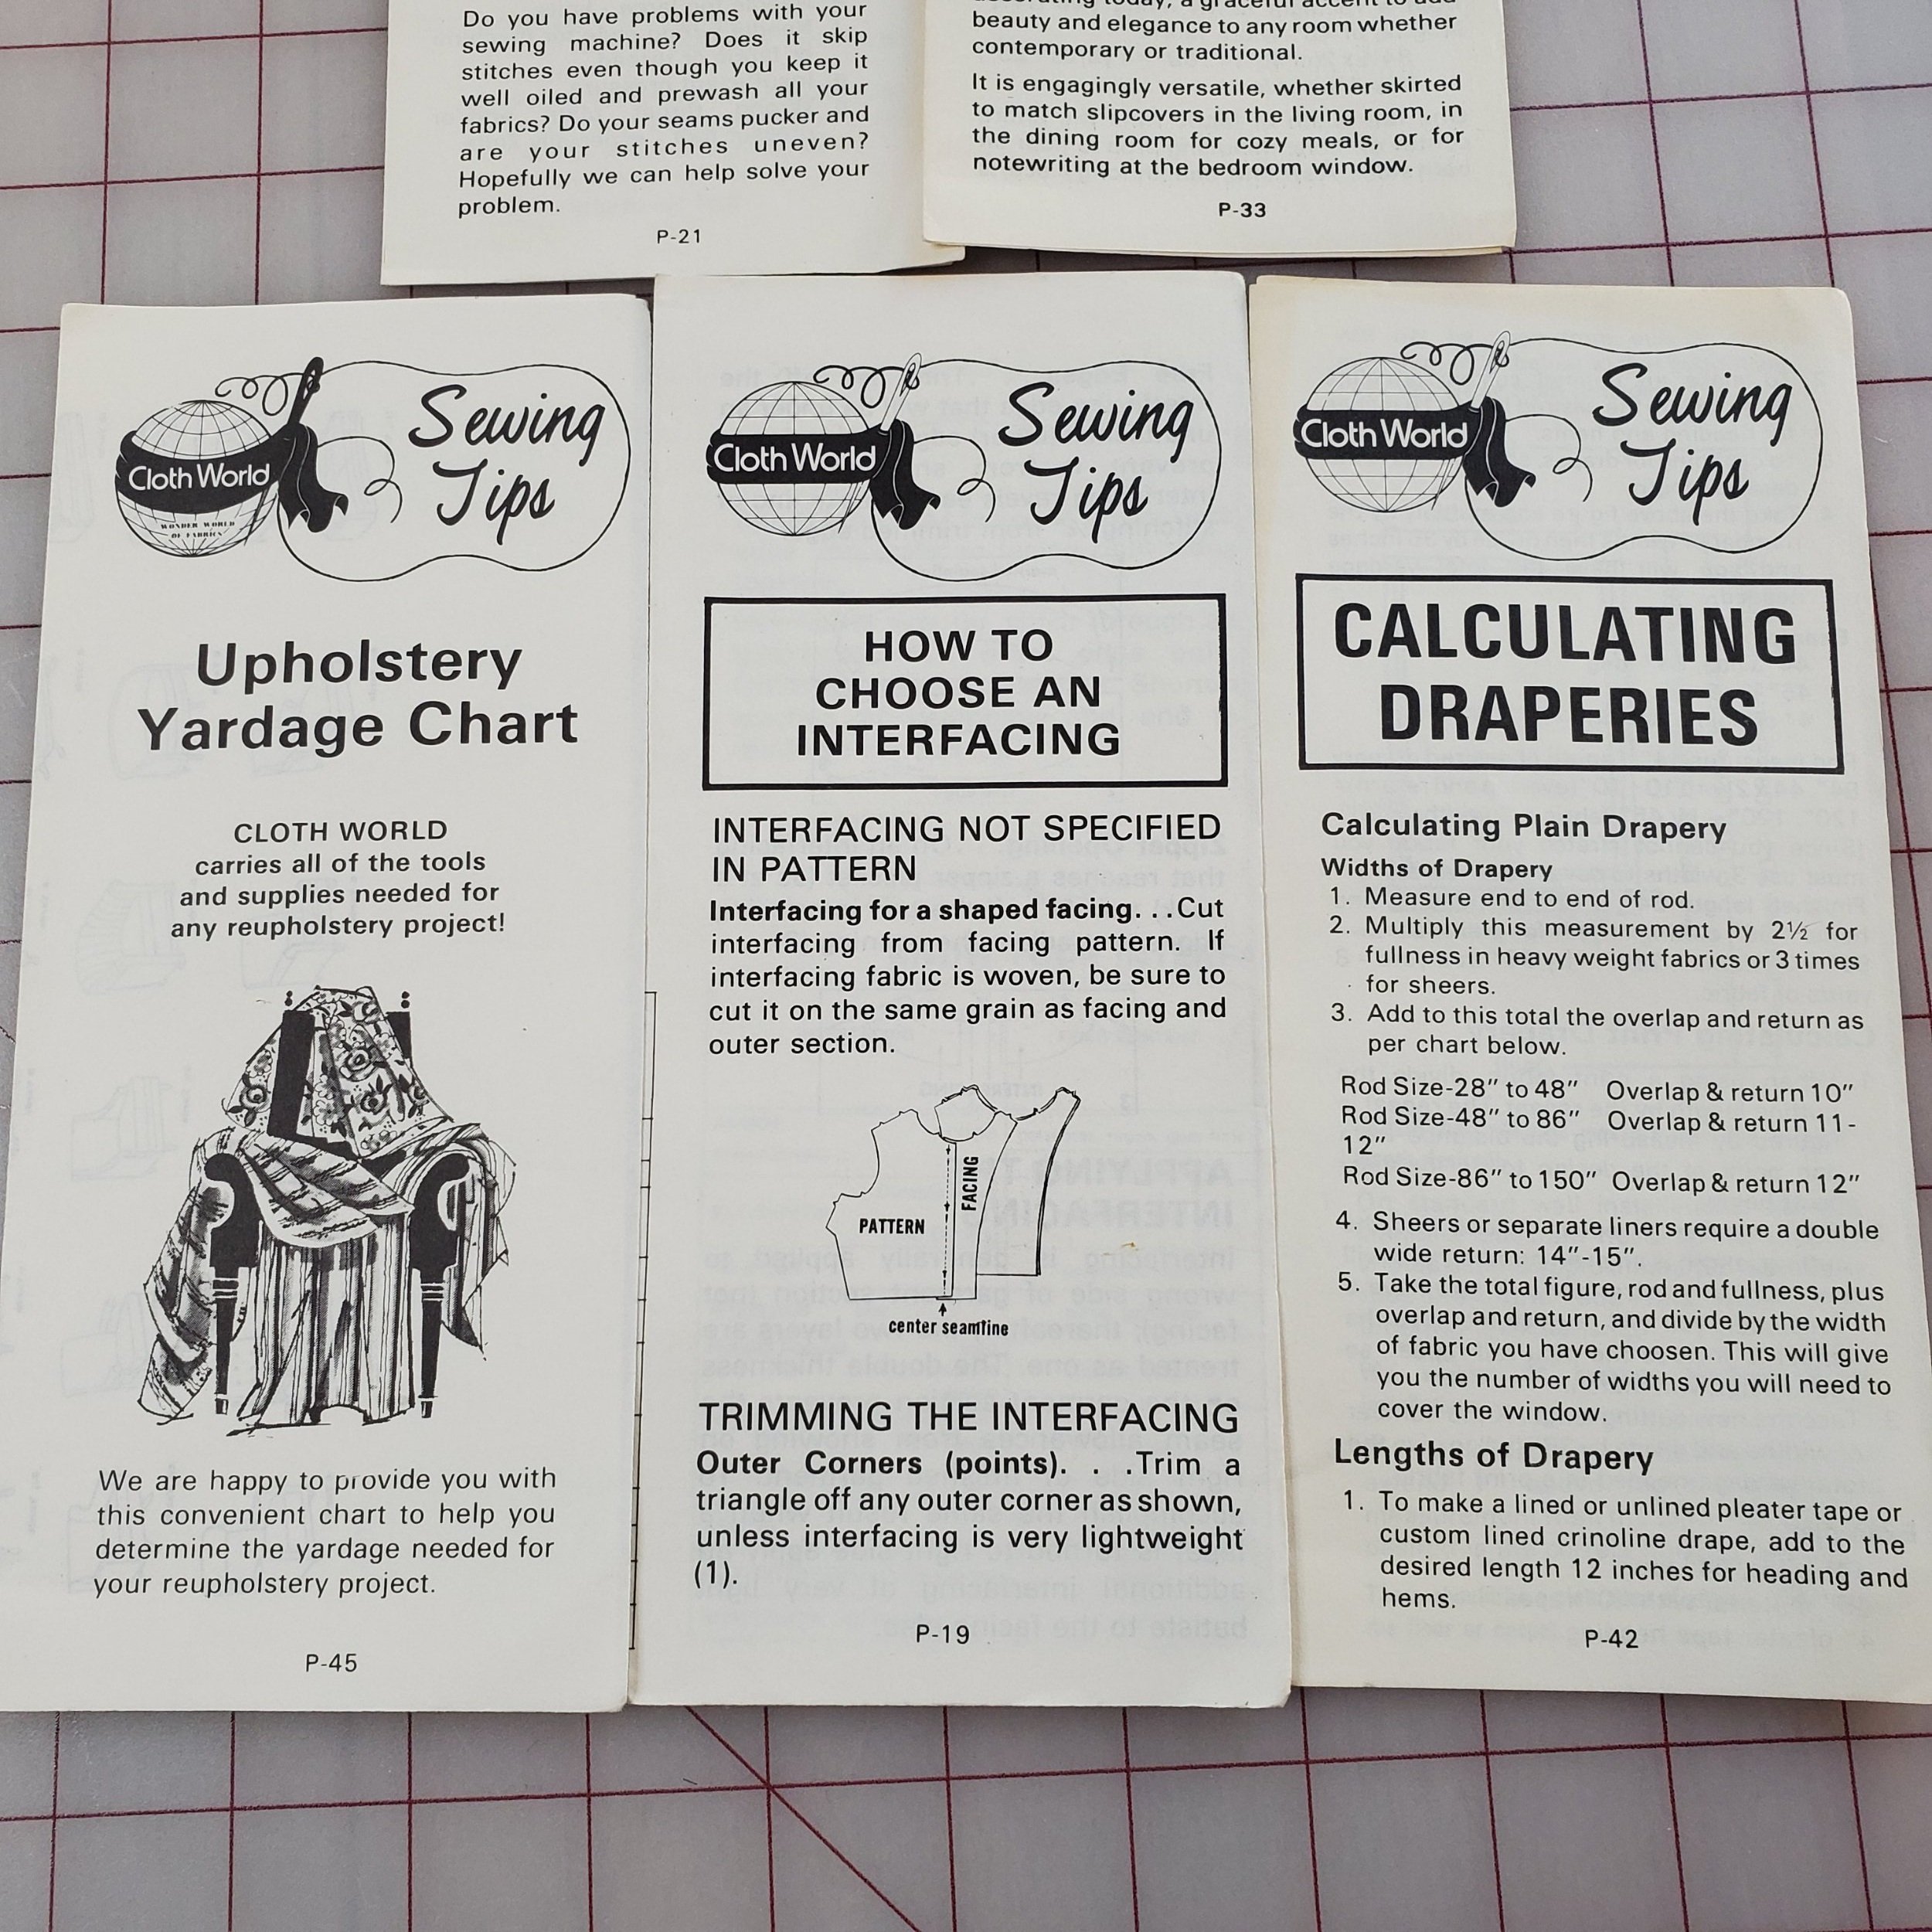 Do you have problems with your
sewing machine? Does it skip
stitches even though you keep it
well oiled and prewash all your
fabrics? Do your seams pucker and
are your stitches uneven?
Hopefully we can help solve your
problem.
P-21
decorating today, a graceful accent to add
beauty and elegance to any room whether
contemporary or traditional.
It is engagingly versatile, whether skirted
to match slipcovers in the living room, in
the dining room for cozy meals, or for
notewriting at the bedroom window.
P-33
Cloth World
WONDER WORLD
OF FABRICS
Sewing
Tips
Upholstery
Yardage Chart
CLOTH WORLD
carries all of the tools
and supplies needed for
any reupholstery project!
We are happy to provide you with
this convenient chart to help you
determine the yardage needed for
your reupholstery project.
P-45
Cloth World
Sewing
Tips
HOW TO
CHOOSE AN
INTERFACING
INTERFACING NOT SPECIFIED
IN PATTERN
Interfacing for a shaped facing. . .Cut
interfacing from facing pattern. If
interfacing fabric is woven, be sure to
cut it on the same grain as facing and
outer section.
PATTERN
FACING
center seamline
TRIMMING THE INTERFACING
Outer Corners (points). . .Trim a
triangle off any outer corner as shown,
unless interfacing is very lightweight
(1).
P-19
Cloth World
Sewing
Tips
CALCULATING
DRAPERIES
Calculating Plain Drapery
Widths of Drapery
1. Measure end to end of rod.
2. Multiply this measurement by 2½ for
fullness in heavy weight fabrics or 3 times
for sheers.
3. Add to this total the overlap and return as
per chart below.
Rod Size-28" to 48" Overlap & return 10"
Rod Size-48" to 86" Overlap & return 11-
12"
Rod Size-86" to 150" Overlap & return 12"
4. Sheers or separate liners require a double
wide return: 14"-15".
5. Take the total figure, rod and fullness, plus
overlap and return, and divide by the width
of fabric you have choosen. This will give
you the number of widths you will need to
cover the window.
Lengths of Drapery
1. To make a lined or unlined pleater tape or
custom lined crinoline drape, add to the
desired length 12 inches for heading and
hems.
P-42